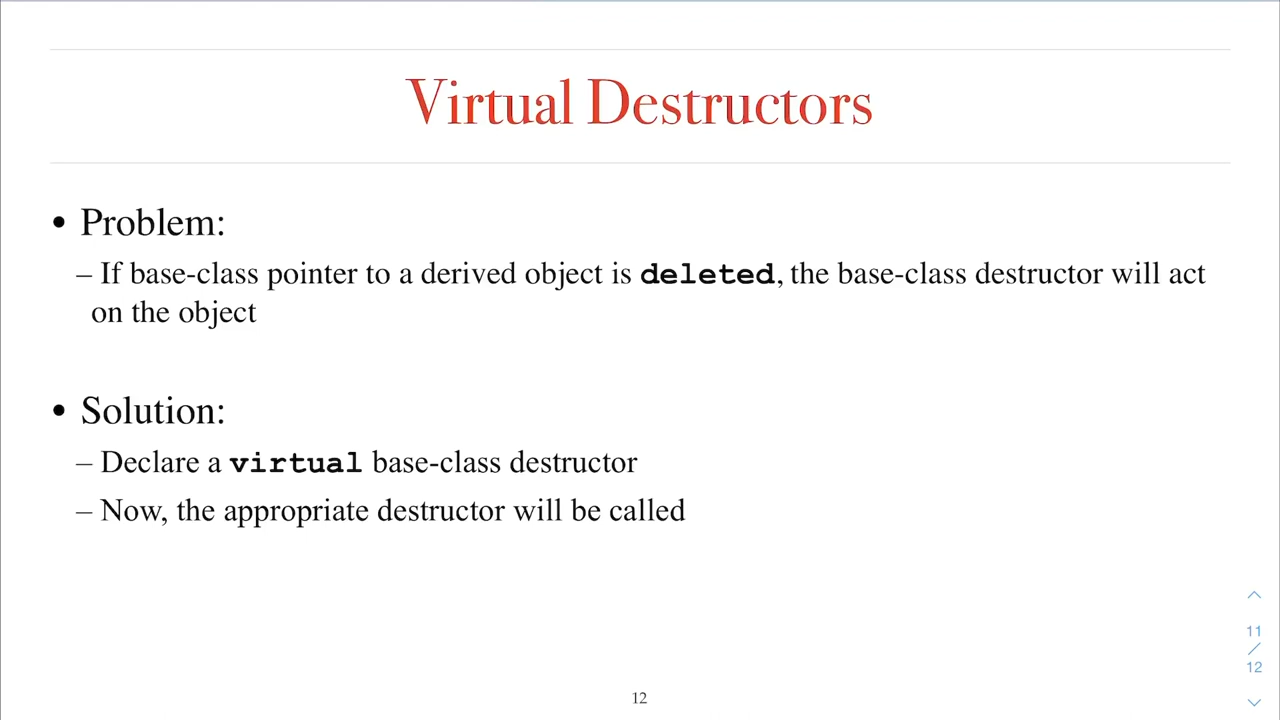 Virtual Destructors
• Problem:
– If base-class pointer to a derived object is deleted, the base-class destructor will act
on the object
• Solution:
– Declare a virtual base-class destructor
– Now, the appropriate destructor will be called
11
/
12
12